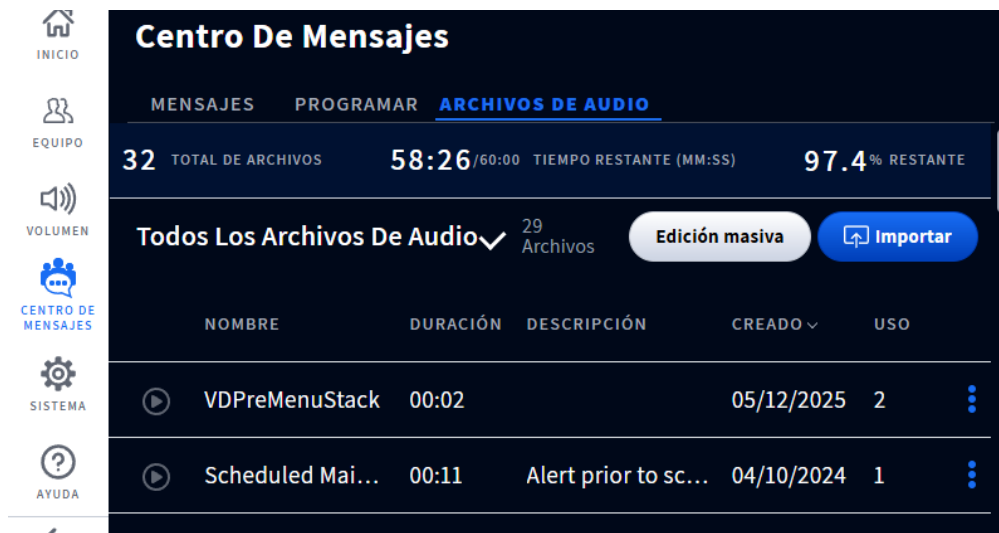 INICIO
EQUIPO
VOLUMEN
CENTRO DE
MENSAJES
SISTEMA
AYUDA
Centro De Mensajes
MENSAJES PROGRAMAR ARCHIVOS DE AUDIO
32 TOTAL DE ARCHIVOS 58:26/60:00 TIEMPO RESTANTE (MM:SS) 97.4% RESTANTE
Todos Los Archivos De Audio 29 Archivos Edición masiva Importar
NOMBRE DURACIÓN DESCRIPCIÓN CREADO USO
VDPreMenuStack 00:02 05/12/2025 2
Scheduled Mai... 00:11 Alert prior to sc... 04/10/2024 1